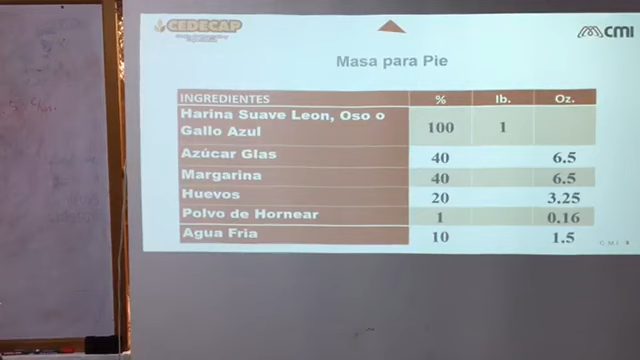 CEDECAP
CMI
Masa para Pie
INGREDIENTES % lb. Oz.
Harina Suave Leon, Oso o
Gallo Azul 100 1
Azúcar Glas 40 6.5
Margarina 40 6.5
Huevos 20 3.25
Polvo de Hornear 1 0.16
Agua Fria 10 1.5
CMI